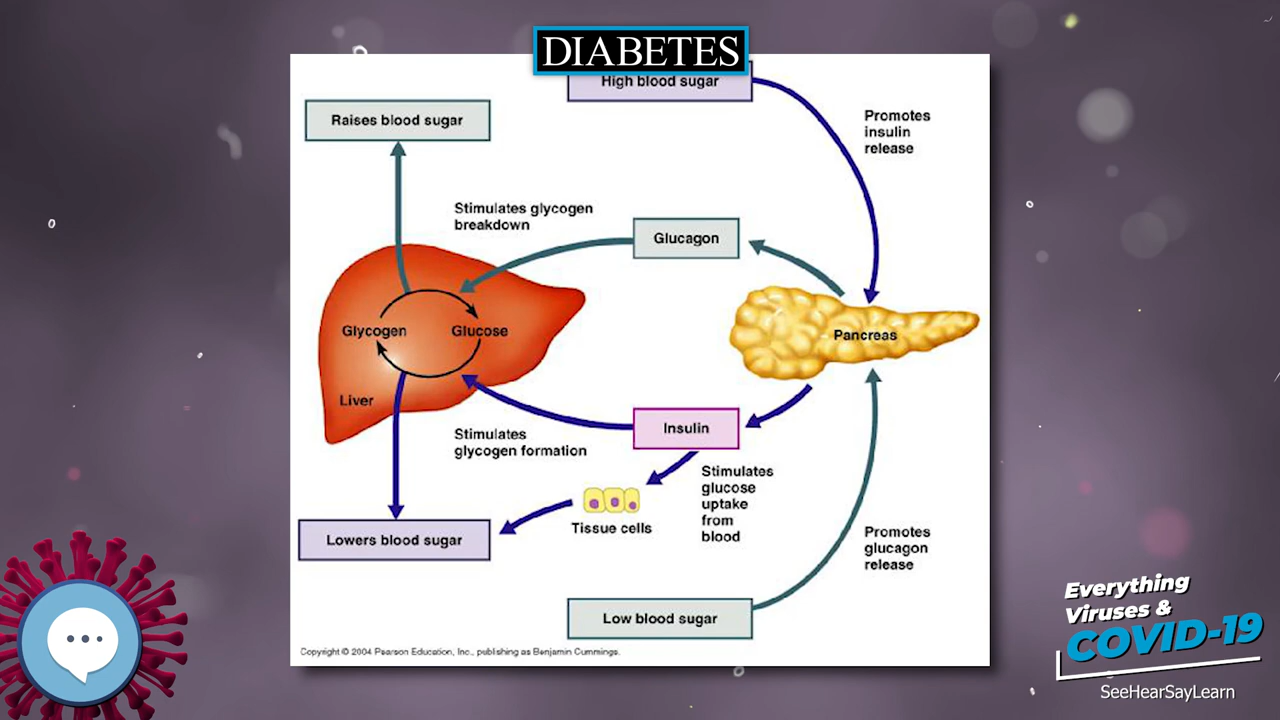 DIABETES
High blood sugar
Raises blood sugar
Promotes
insulin
release
Stimulates glycogen
breakdown
Glucagon
Glycogen
Glucose
Pancreas
Liver
Insulin
Stimulates
glycogen formation
Stimulates
glucose
uptake
from
blood
Tissue cells
Lowers blood sugar
Promotes
glucagon
release
Low blood sugar
Copyright © 2004 Pearson Education, Inc., publishing as Benjamin Cummings.
Everything
Viruses &
COVID-19
SeeHearSayLearn